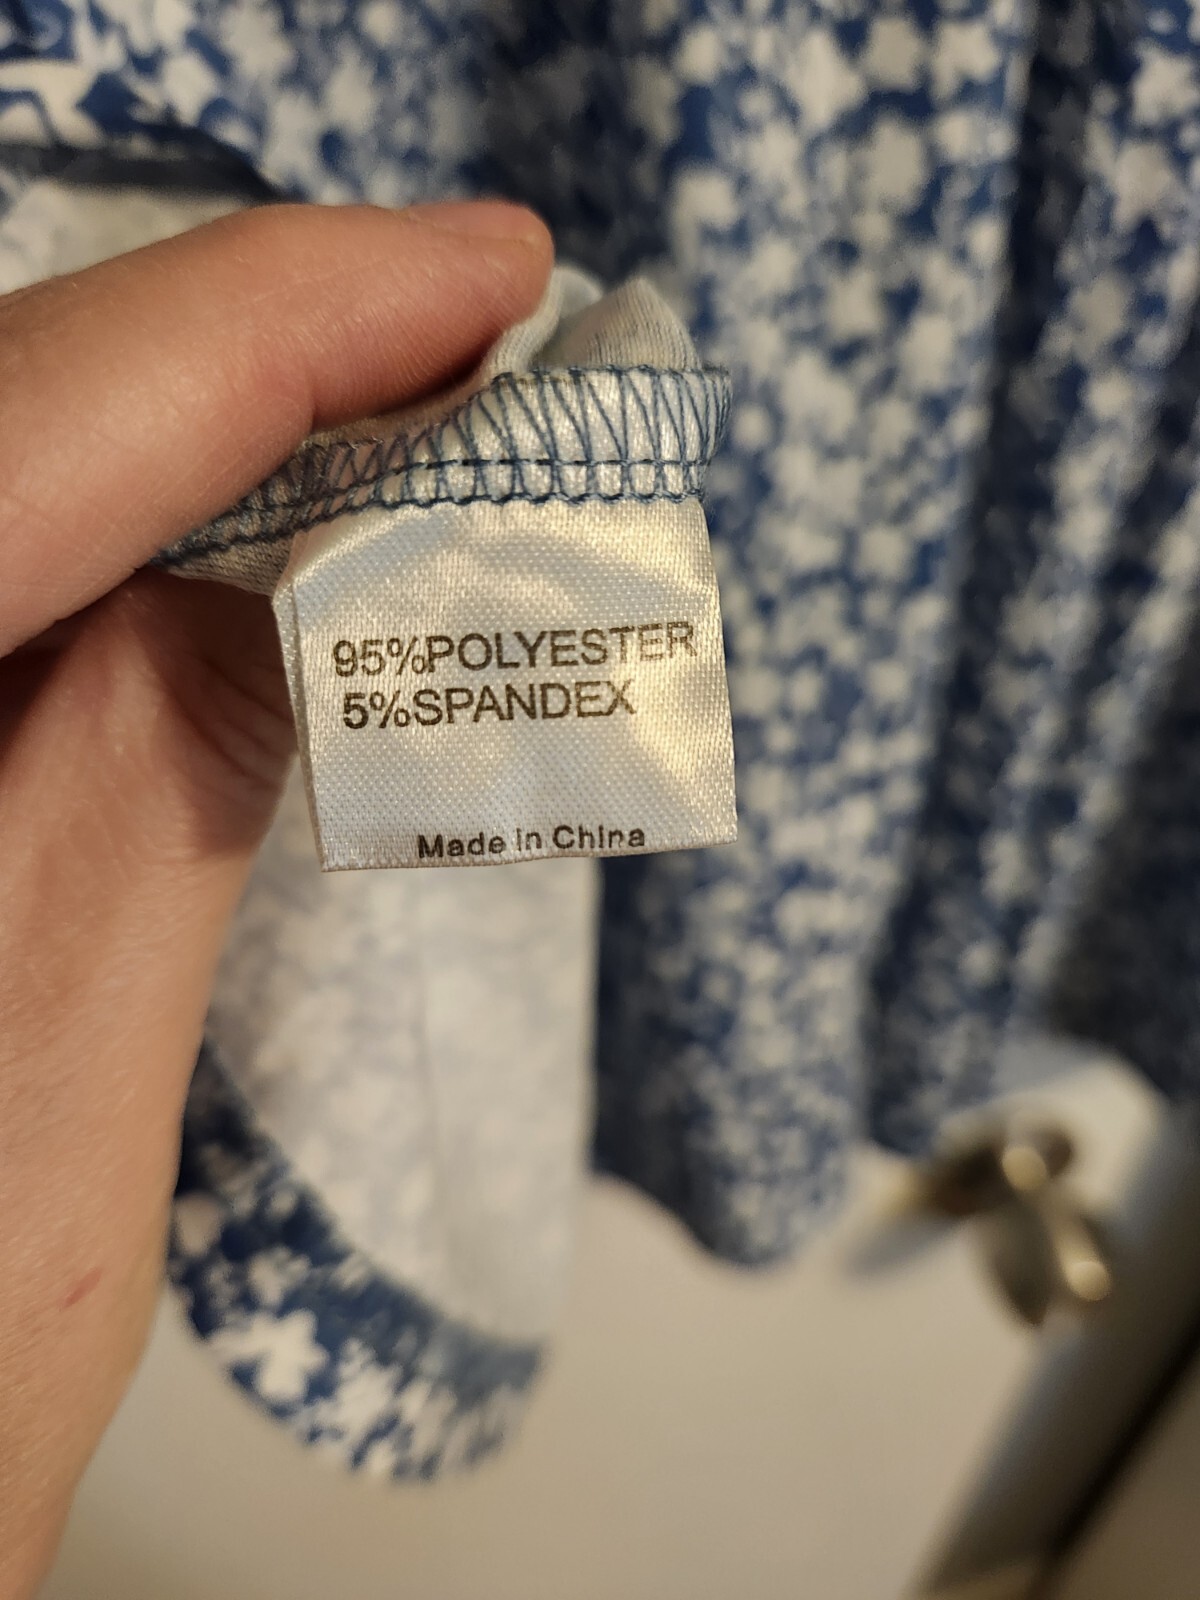 95%POLYESTER
5%SPANDEX
Made in China